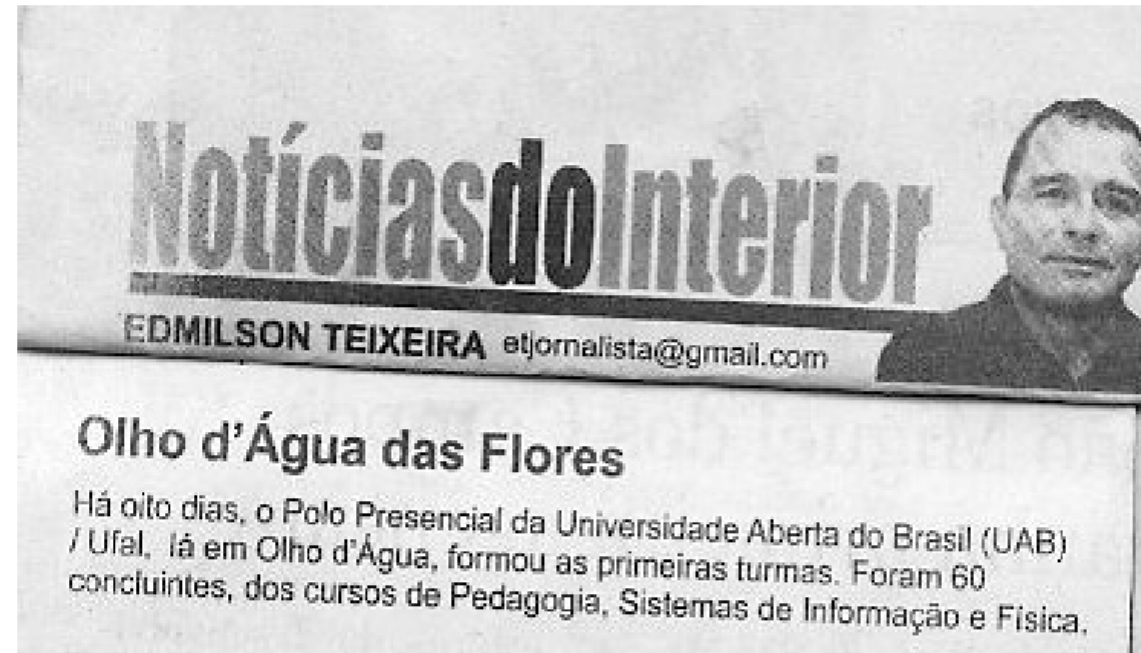 NotíciasdoInterior
EDMILSON TEIXEIRA etjornalista@gmail.com
Olho d'Água das Flores
Há oito dias, o Polo Presencial da Universidade Aberta do Brasil (UAB)
/ Ufal, lá em Olho d'Água, formou as primeiras turmas. Foram 60
concluintes, dos cursos de Pedagogia, Sistemas de Informação e Física.